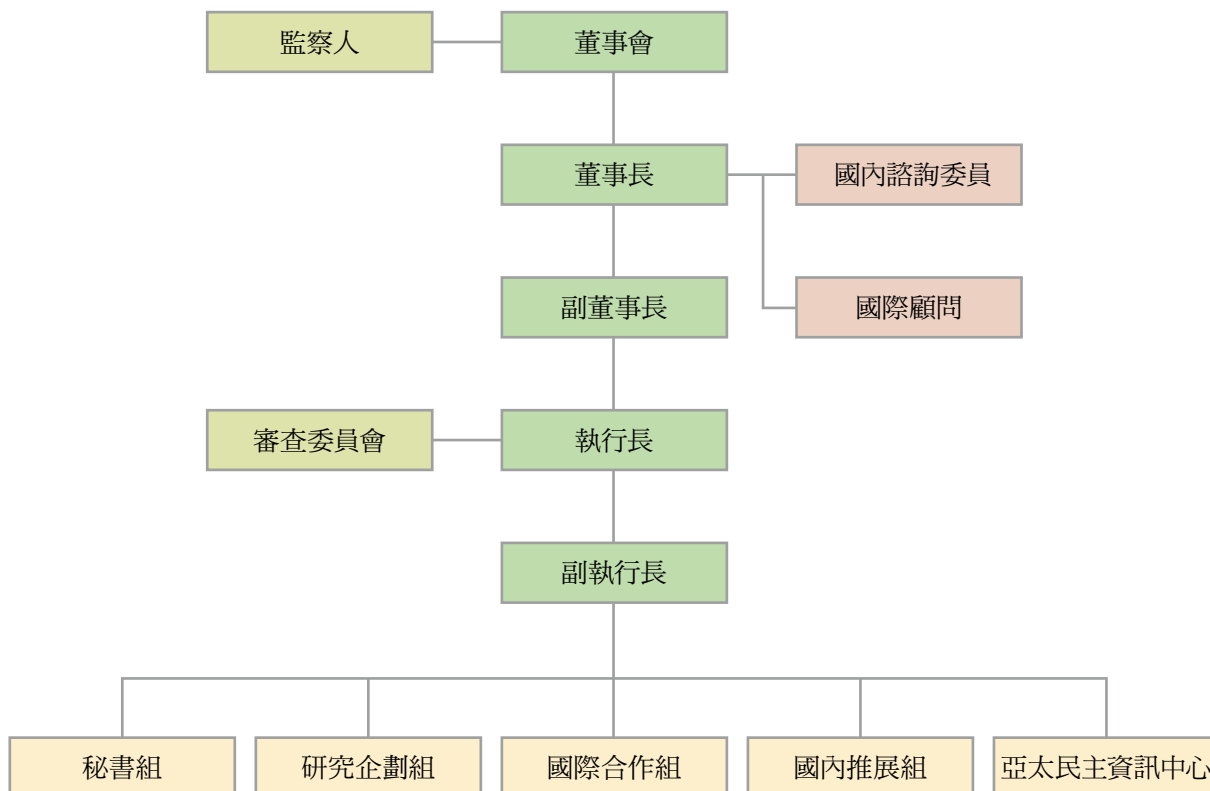 監察人
董事會
董事長
國內諮詢委員
副董事長
國際顧問
審查委員會
執行長
副執行長
秘書組
研究企劃組
國際合作組
國內推展組
亞太民主資訊中心